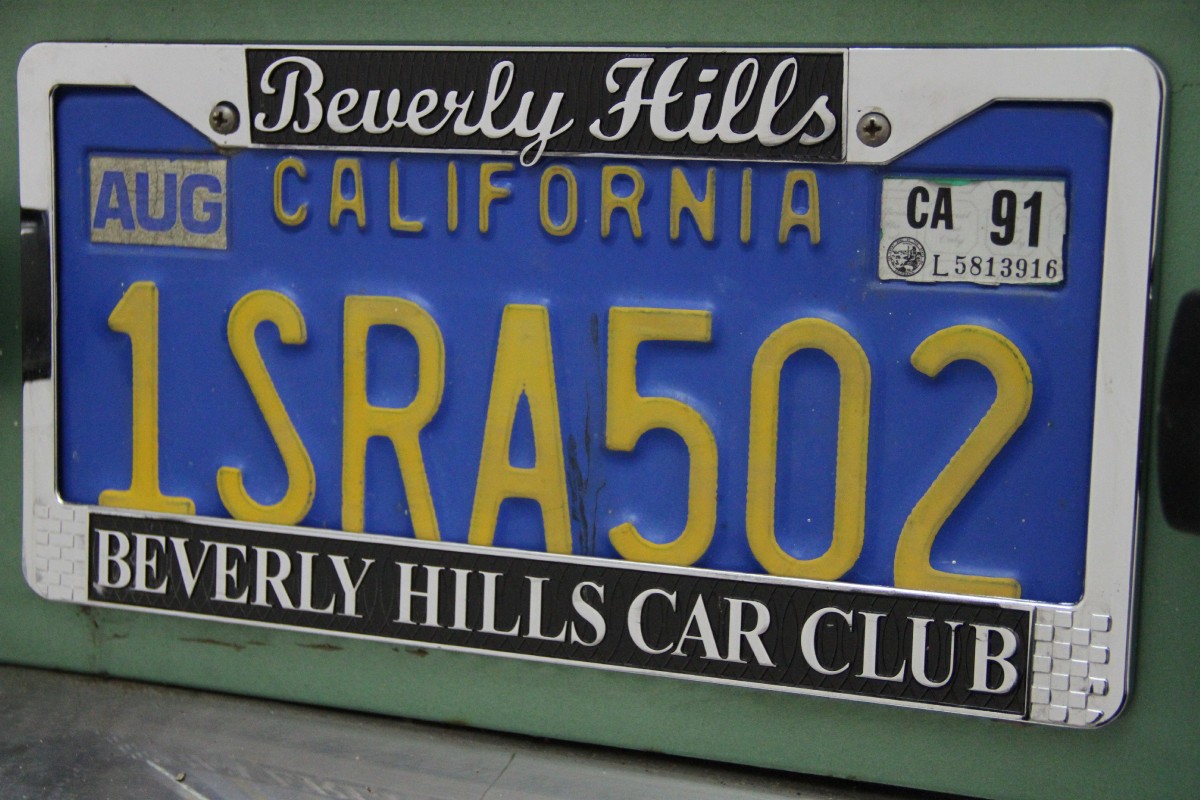 Beverly Hills
AUG
CALIFORNIA
CA 91
L5813916
1SRA502
BEVERLY HILLS CAR CLUB